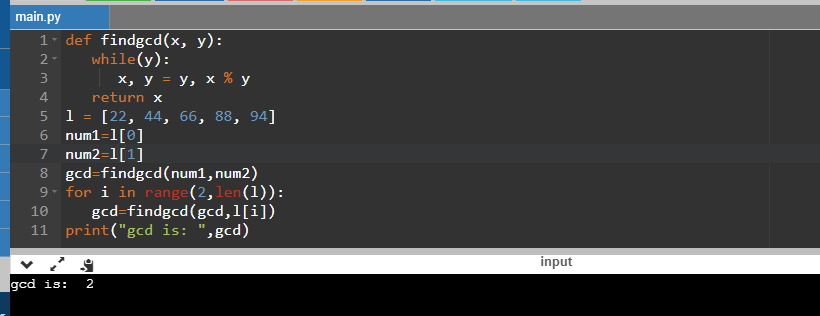 main.py
1 def findgcd(x, y):
2 while(y):
3 x, y = y, x % y
4 return x
5 l = [22, 44, 66, 88, 94]
6 num1=l[0]
7 num2=l[1]
8 gcd=findgcd(num1,num2)
9 for i in range(2,len(l)):
10 gcd=findgcd(gcd,l[i])
11 print("gcd is: ",gcd)
input
gcd is:  2